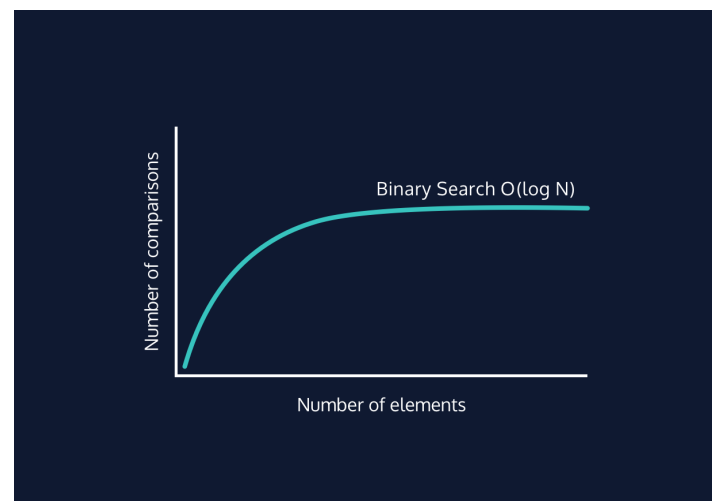 Binary Search O(log N)
Number of comparisons
Number of elements